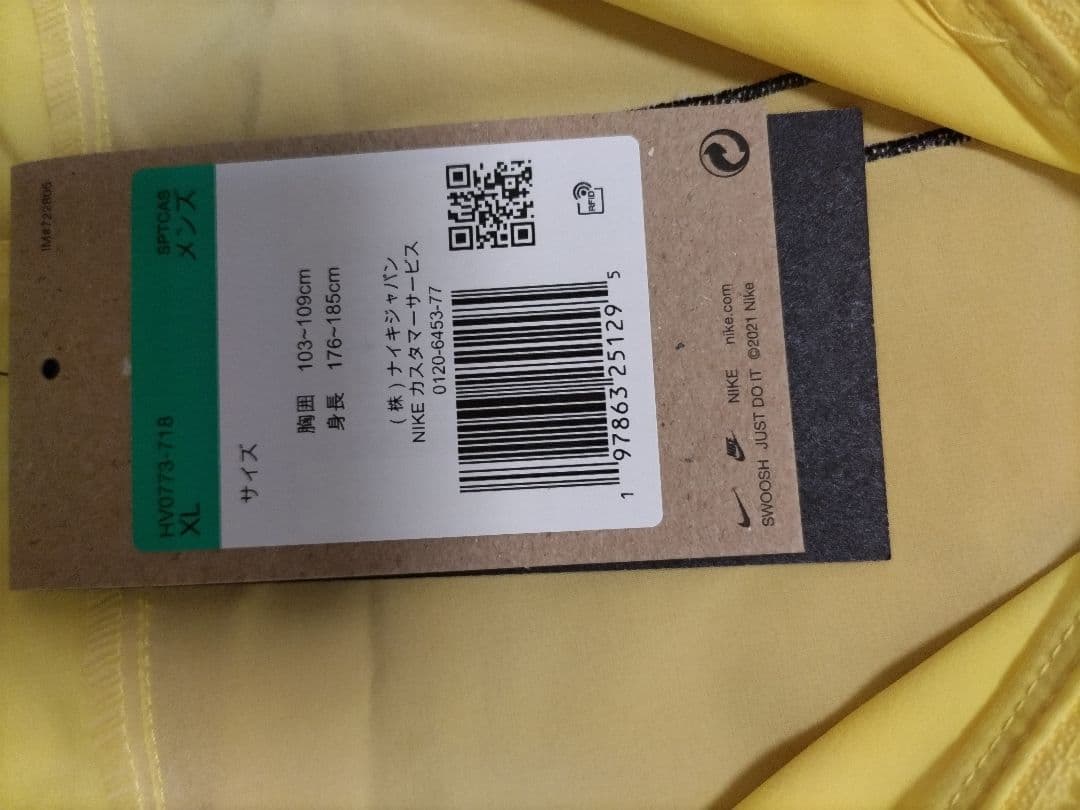 IM#722805
HV0773-718 SPTCAS
XL メンズ
サイズ
胸囲 103~109cm
身長 176~185cm
(株)ナイキジャパン
NIKE カスタマーサービス
0120-6453-77
RFID
1 97863 25129 5
NIKE nike.com
SWOOSH JUST DO IT ©2021 Nike